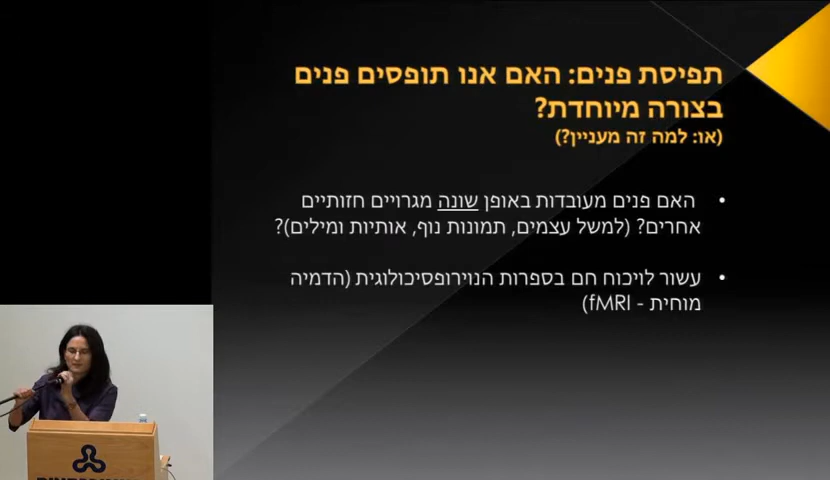 תפיסת פנים: האם אנו תופסים פנים
בצורה מיוחדת?
(או: למה זה מעניין?)
• האם פנים מעובדות באופן שונה מגרויים חזותיים
אחרים? (למשל עצמים, תמונות נוף, אותיות ומילים)?
• עשור לויכוח חם בספרות הנוירופסיכולוגית (הדמיה
מוחית - fMRI)